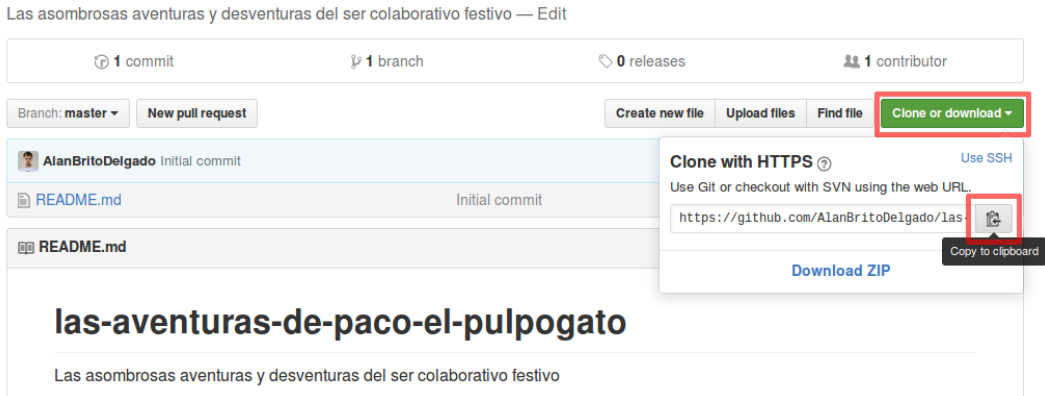 Las asombrosas aventuras y desventuras del ser colaborativo festivo — Edit
1 commit
1 branch
0 releases
1 contributor
Branch: master
New pull request
Create new file
Upload files
Find file
Clone or download
AlanBritoDelgado Initial commit
README.md
Initial commit
Clone with HTTPS
Use SSH
Use Git or checkout with SVN using the web URL.
https://github.com/AlanBritoDelgado/las-
Copy to clipboard
Download ZIP
README.md
las-aventuras-de-paco-el-pulpogato
Las asombrosas aventuras y desventuras del ser colaborativo festivo